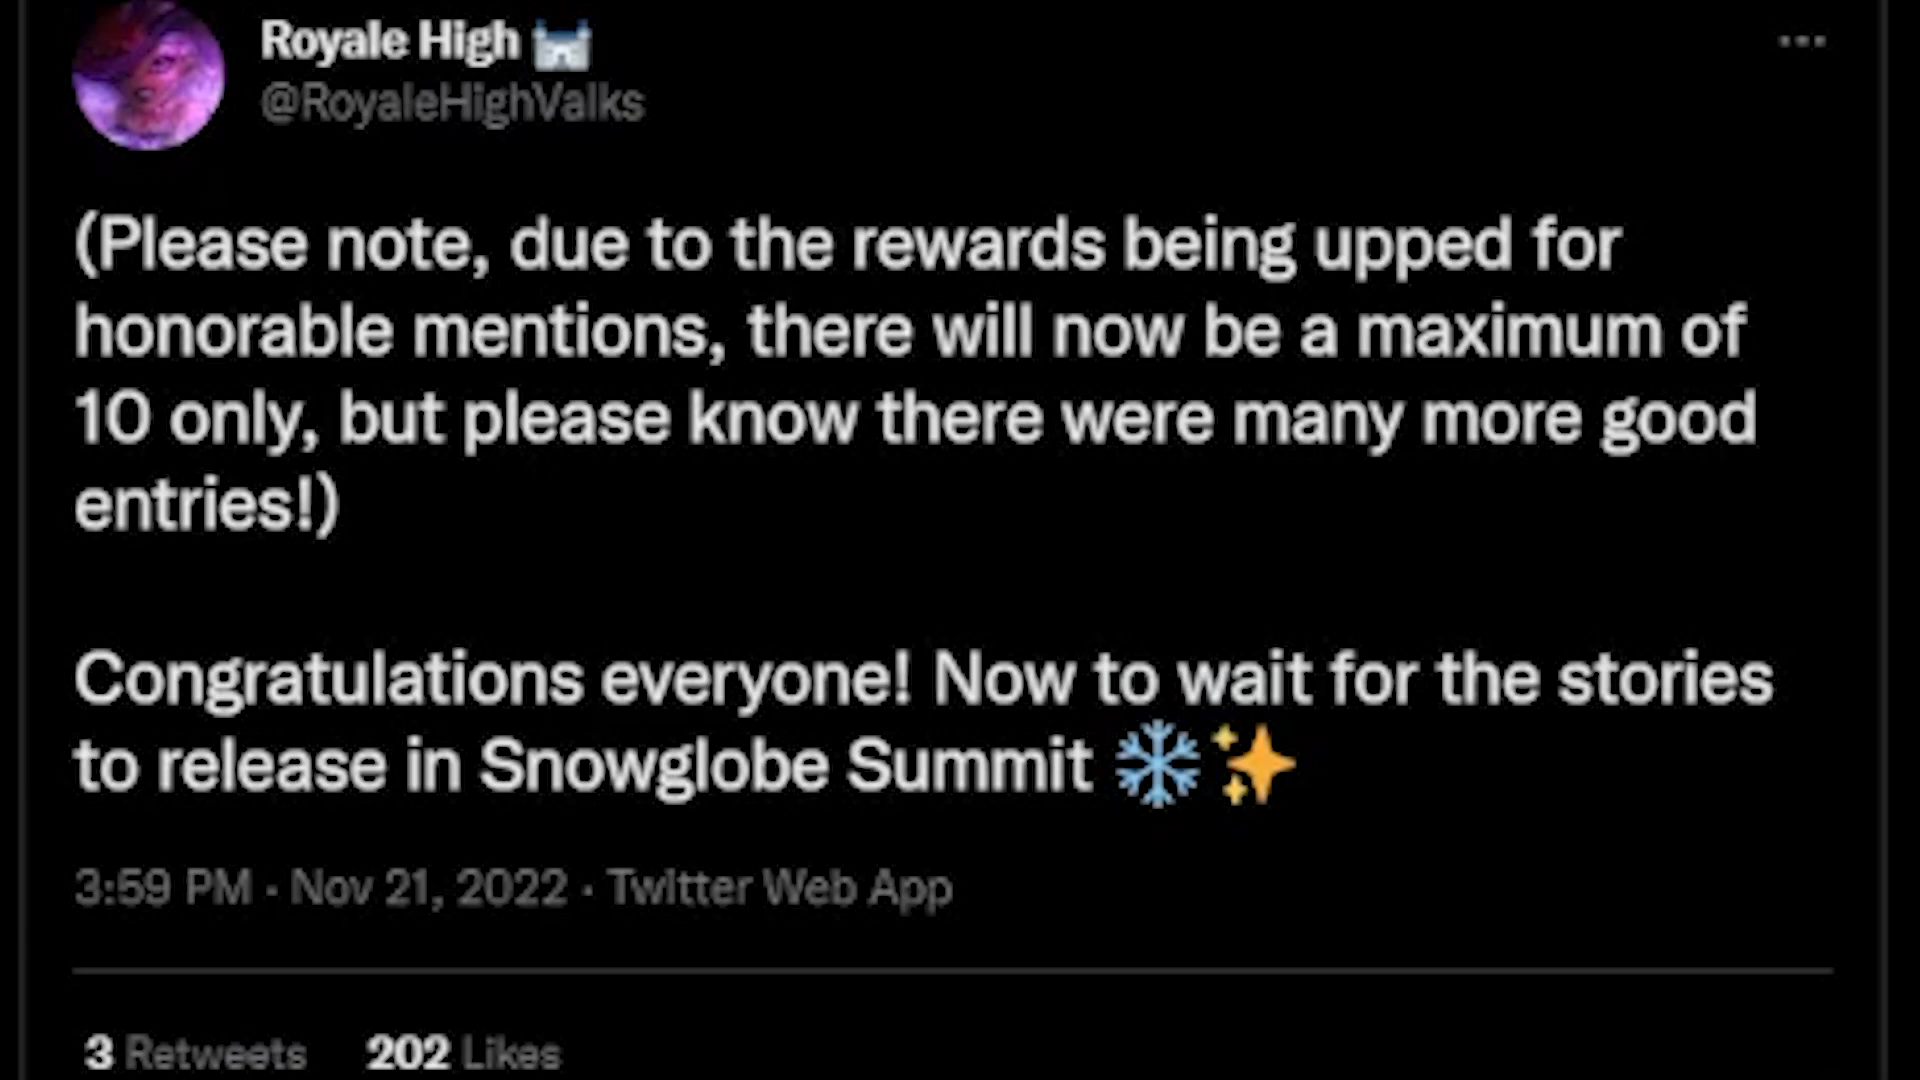 Royale High 🏰
@RoyaleHighValks
(Please note, due to the rewards being upped for
honorable mentions, there will now be a maximum of
10 only, but please know there were many more good
entries!)
Congratulations everyone! Now to wait for the stories
to release in Snowglobe Summit ❄️✨
3:59 PM · Nov 21, 2022 · Twitter Web App
3 Retweets 202 Likes